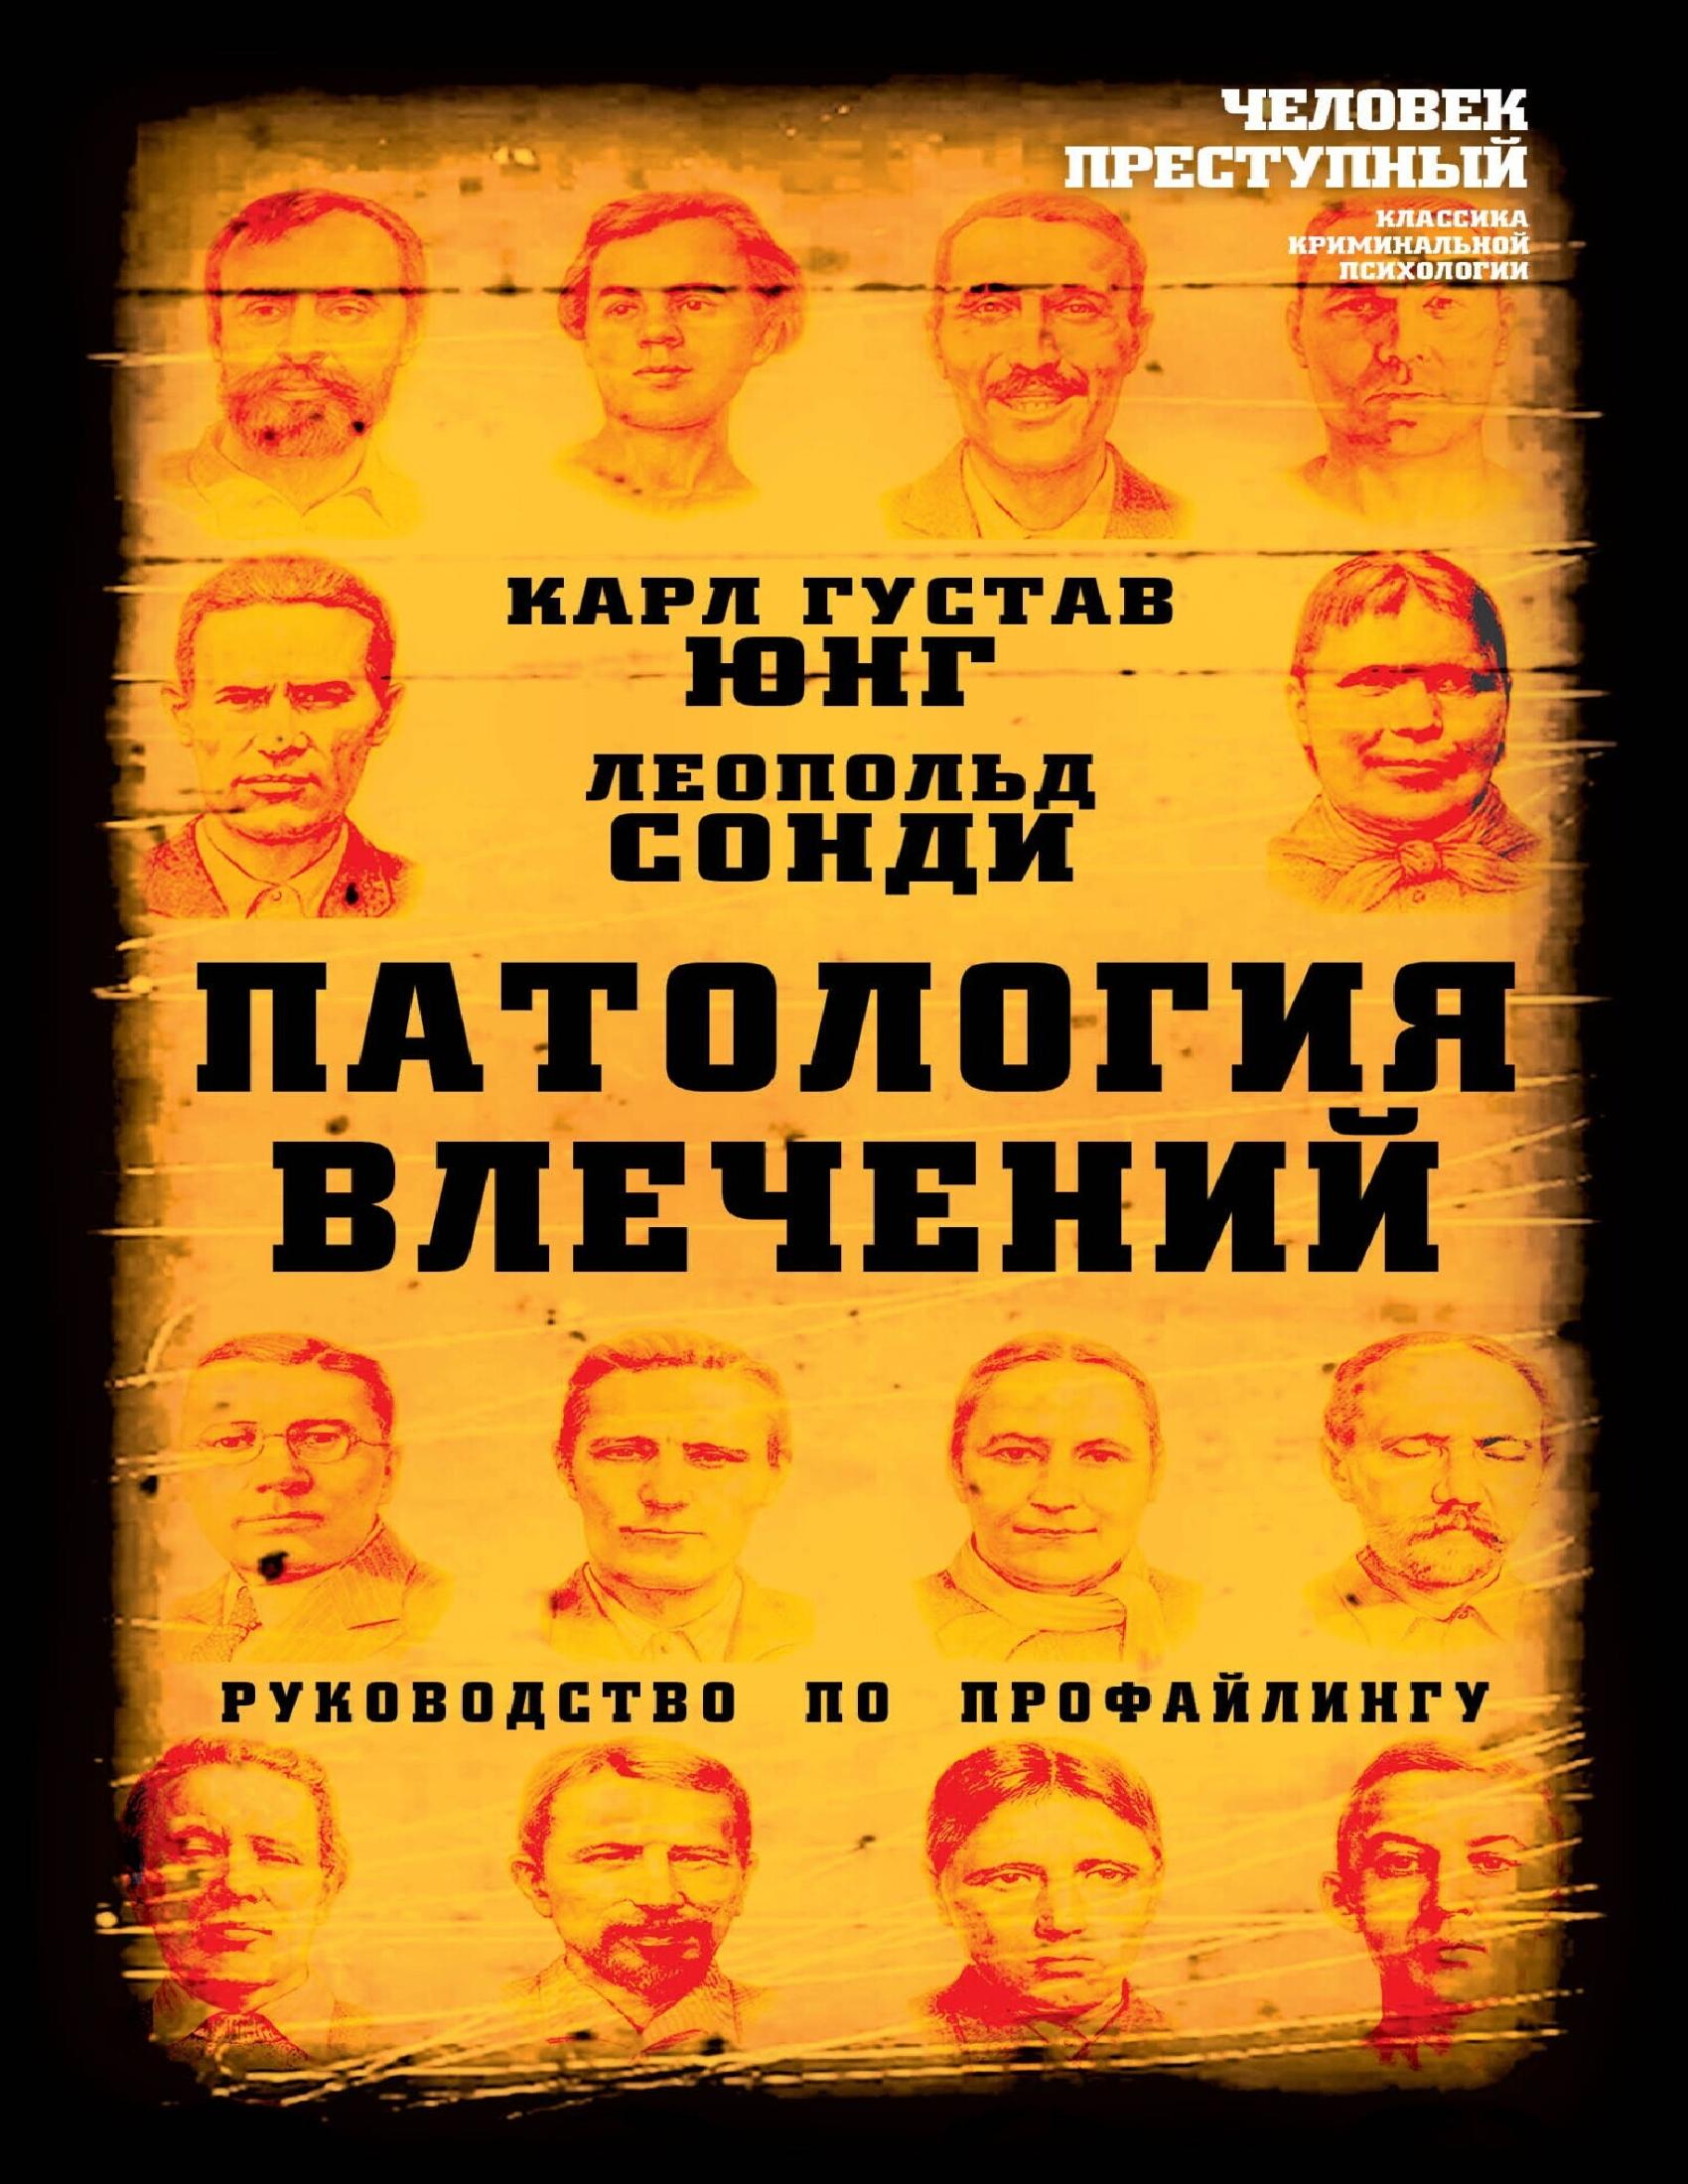 ЧЕЛОВЕК
ПРЕСТУПНЫЙ
КЛАССИКА
КРИМИНАЛЬНОЙ
ПСИХОЛОГИИ
КАРЛ ГУСТАВ
ЮНГ
ЛЕОПОЛЬД
СОНДИ
ПАТОЛОГИЯ
ВЛЕЧЕНИЙ
РУКОВОДСТВО ПО ПРОФАЙЛИНГУ